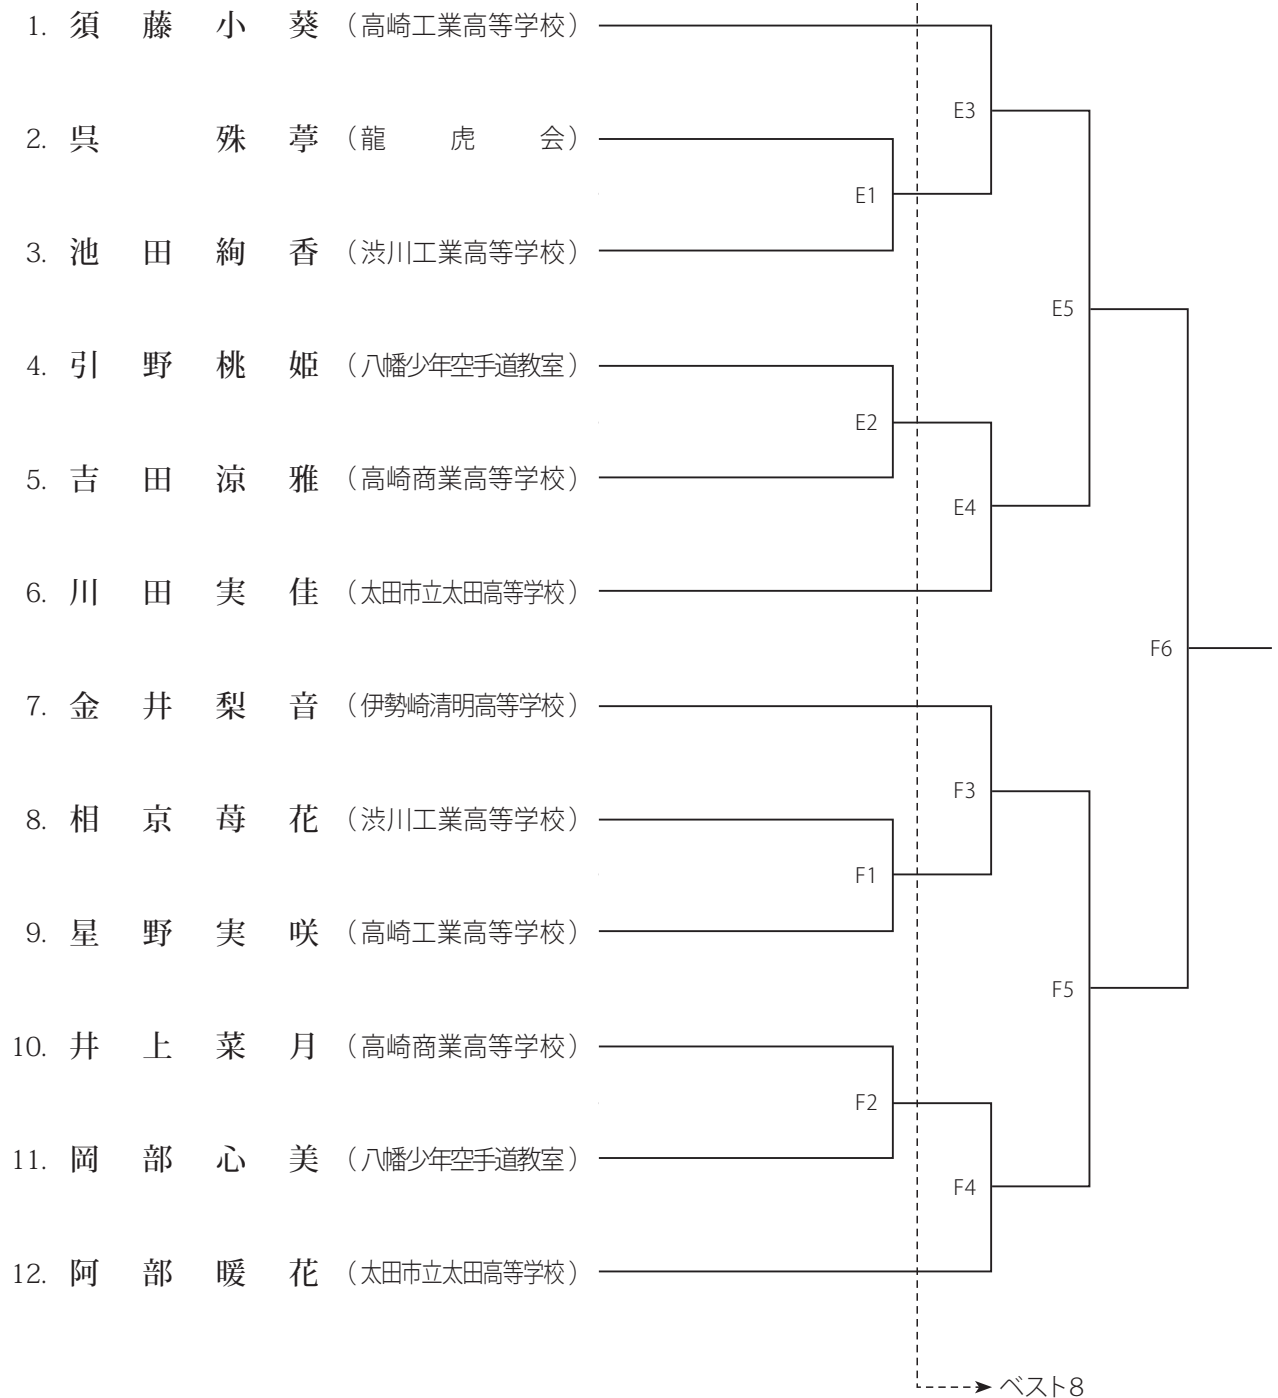 1. 須藤小葵 （高崎工業高等学校）
E3
2. 呉　殊葶 （龍虎会）
E1
3. 池田絢香 （渋川工業高等学校）
E5
4. 引野桃姫 （八幡少年空手道教室）
E2
5. 吉田涼雅 （高崎商業高等学校）
E4
6. 川田実佳 （太田市立太田高等学校）
F6
7. 金井梨音 （伊勢崎清明高等学校）
F3
8. 相京苺花 （渋川工業高等学校）
F1
9. 星野実咲 （高崎工業高等学校）
F5
10. 井上菜月 （高崎商業高等学校）
F2
11. 岡部心美 （八幡少年空手道教室）
F4
12. 阿部暖花 （太田市立太田高等学校）
ベスト8